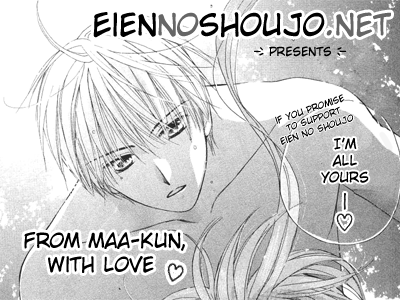 EIENNOSHOUJO.NET
PRESENTS
IF YOU PROMISE
TO SUPPORT
EIEN NO SHOUJO
I'M
ALL
YOURS
—
♡
FROM MAA-KUN,
WITH LOVE ♡